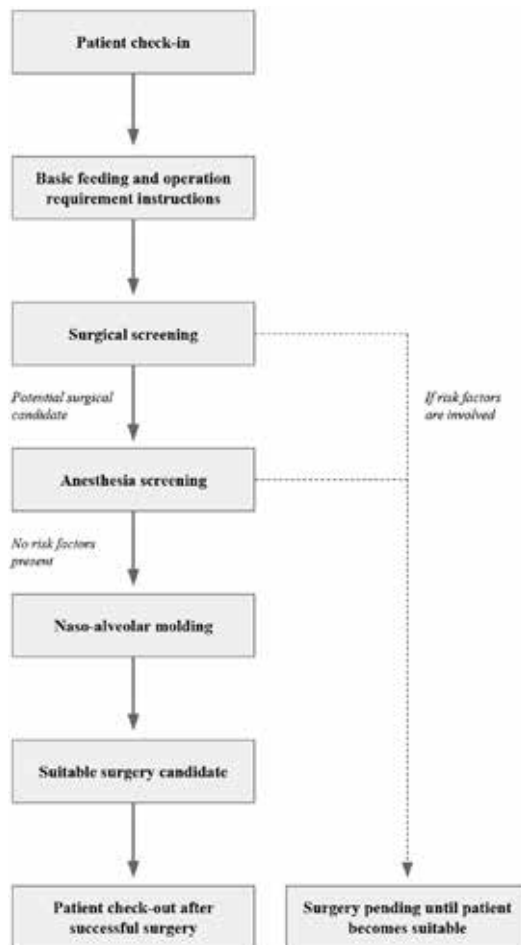 Patient check-in
Basic feeding and operation
requirement instructions
Surgical screening
Potential surgical
candidate
If risk factors
are involved
Anesthesia screening
No risk factors
present
Naso-alveolar molding
Suitable surgery candidate
Patient check-out after
successful surgery
Surgery pending until patient
becomes suitable